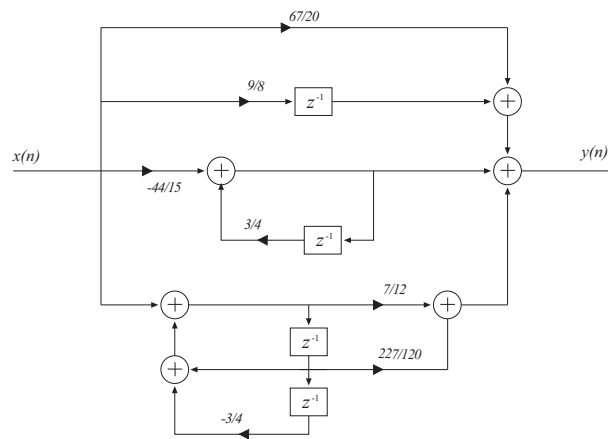 67/20
9/8
z⁻¹
x(n)
y(n)
-44/15
3/4
z⁻¹
7/12
z⁻¹
227/120
z⁻¹
-3/4